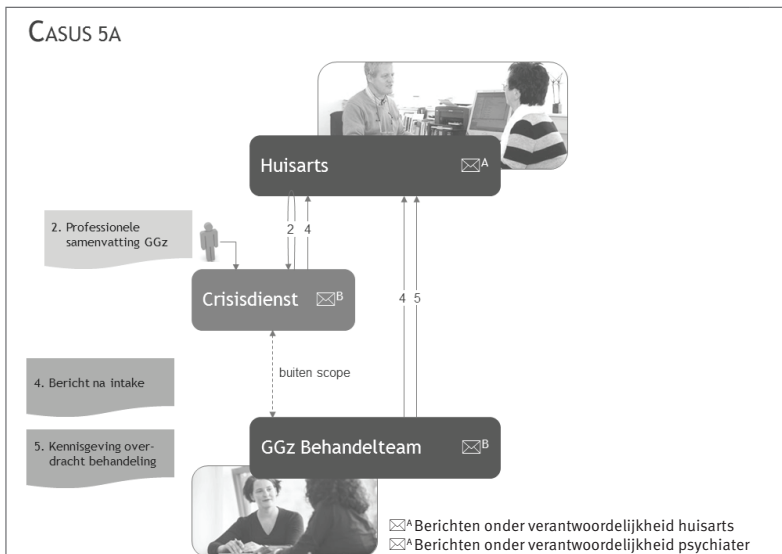 CASUS 5A
Huisarts ✉A
2. Professionele
samenvatting GGz
2 4
Crisisdienst ✉B
4 5
buiten scope
4. Bericht na intake
GGz Behandelteam ✉B
5. Kennisgeving over-
dracht behandeling
✉A Berichten onder verantwoordelijkheid huisarts
✉A Berichten onder verantwoordelijkheid psychiater